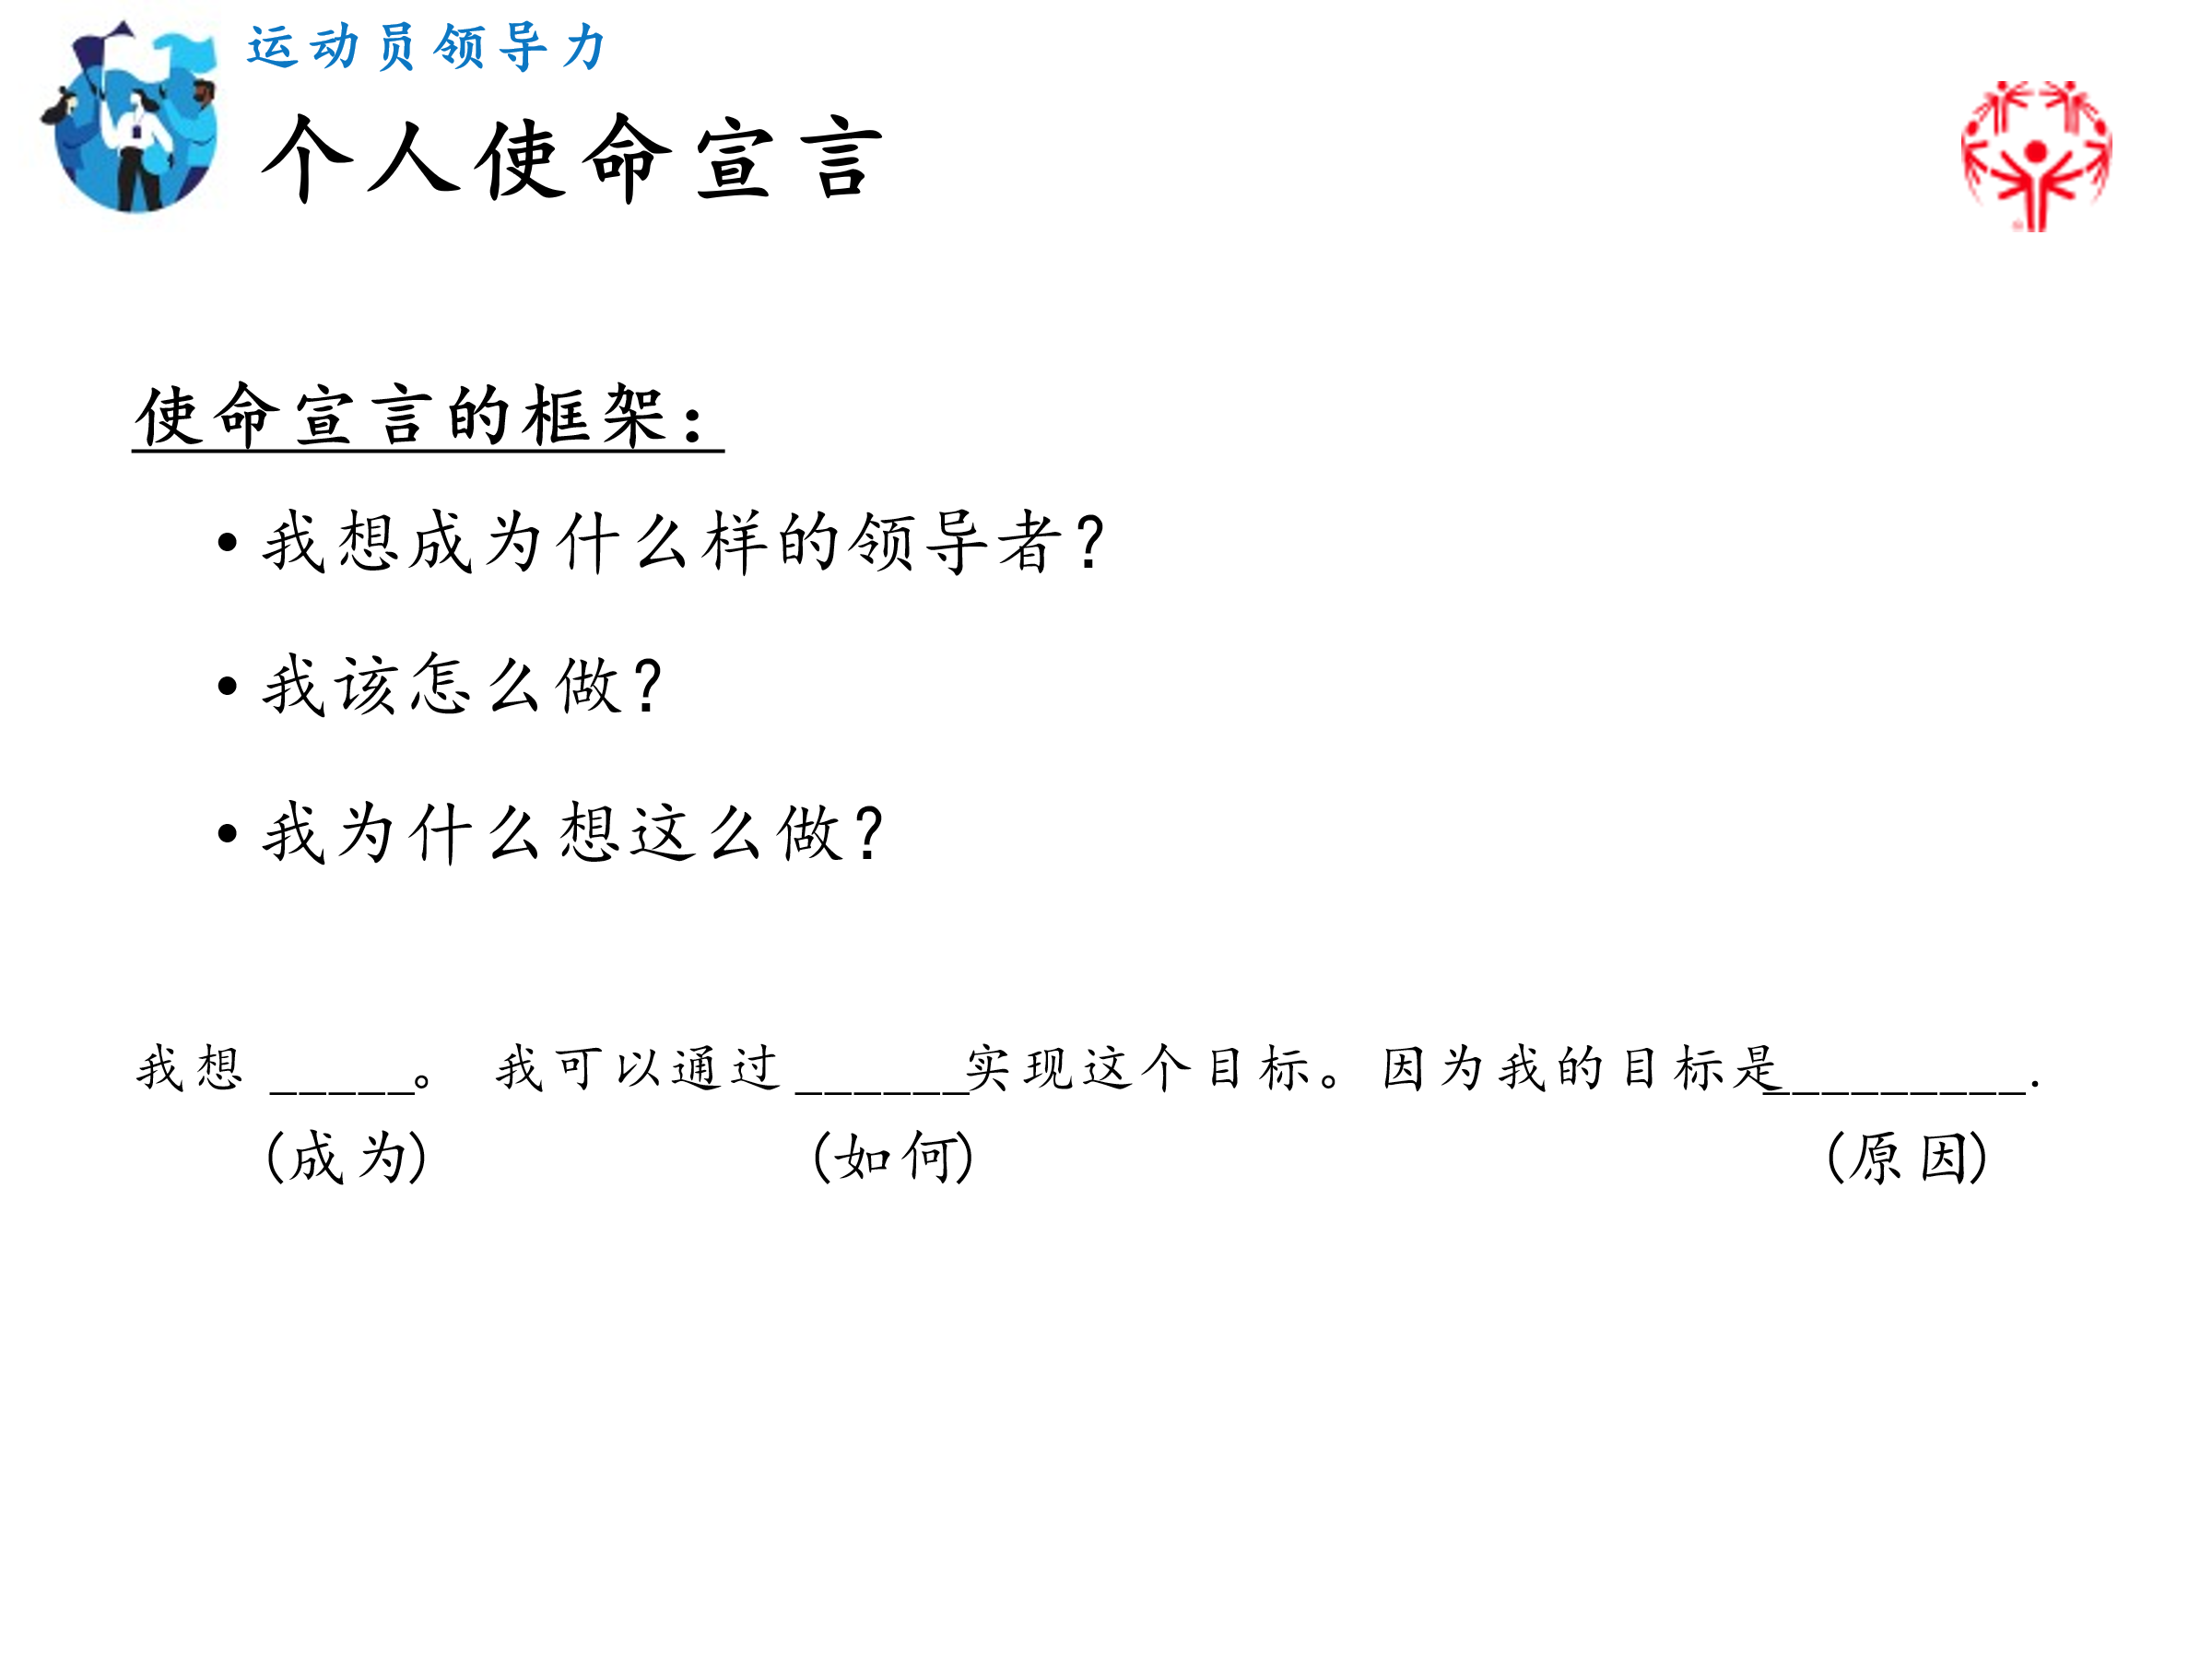 运动员领导力
个人使命宣言
使命宣言的框架：
• 我想成为什么样的领导者？
• 我该怎么做？
• 我为什么想这么做？
我想 _____。 我可以通过 ______实现这个目标。因为我的目标是_________.
(成为) (如何) (原因)